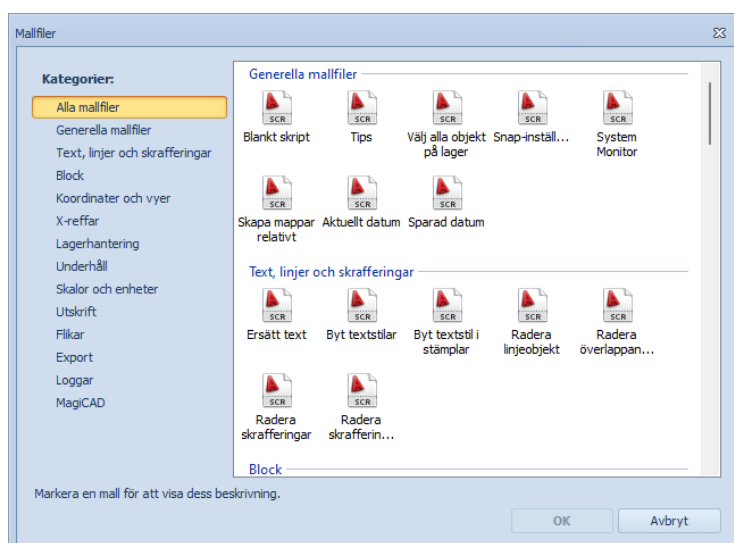 Mallfiler
Kategorier:
Alla mallfiler
Generella mallfiler
Text, linjer och skrafferingar
Block
Koordinater och vyer
X-reffar
Lagerhantering
Underhåll
Skalor och enheter
Utskrift
Flikar
Export
Loggar
MagiCAD
Generella mallfiler
SCR SCR SCR SCR SCR
Blankt skript Tips Välj alla objekt Snap-inställ... System
på lager Monitor
SCR SCR SCR
Skapa mappar Aktuellt datum Sparad datum
relativt
Text, linjer och skrafferingar
SCR SCR SCR SCR SCR
Ersätt text Byt textstilar Byt textstil i Radera Radera
stämplar linjeobjekt överlappan...
SCR SCR
Radera Radera
skrafferingar skrafferin...
Block
Markera en mall för att visa dess beskrivning.
OK Avbryt